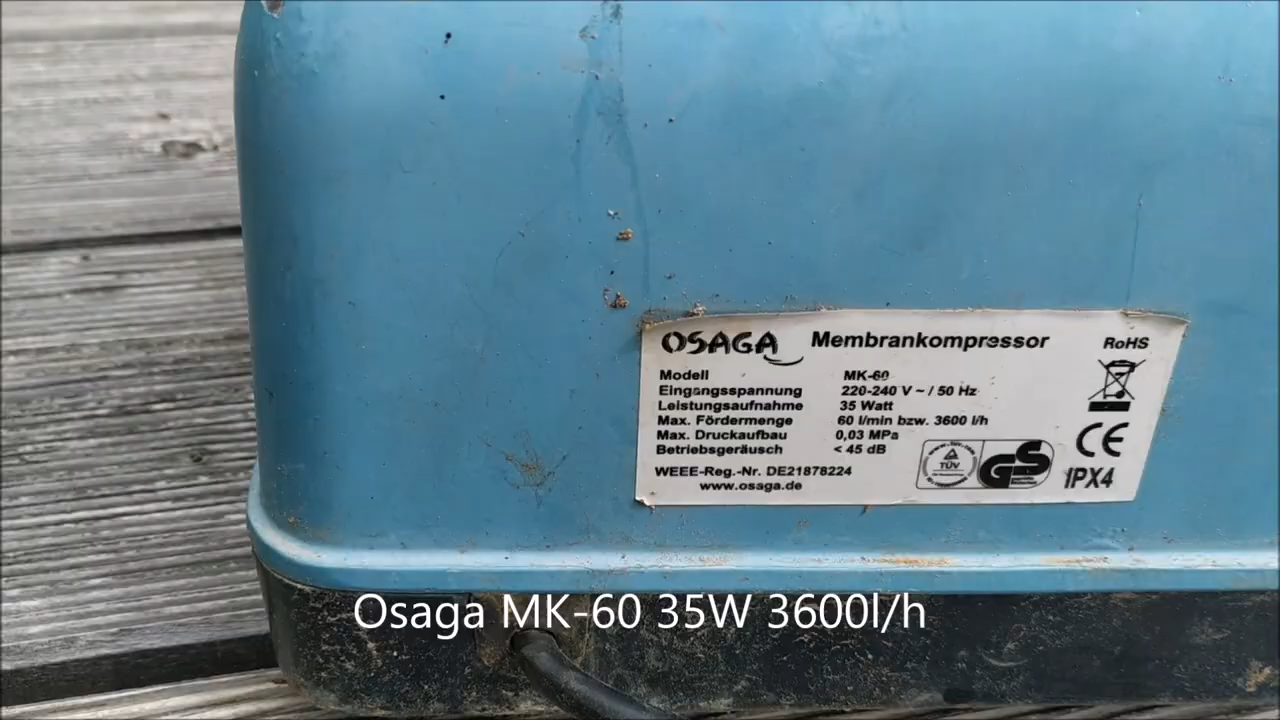 OSAGA Membrankompressor RoHS
Modell MK-60
Eingangsspannung 220-240 V ~ / 50 Hz
Leistungsaufnahme 35 Watt
Max. Fördermenge 60 l/min bzw. 3600 l/h
Max. Druckaufbau 0,03 MPa
Betriebsgeräusch < 45 dB
WEEE-Reg.-Nr. DE21878224
www.osaga.de
TÜV
GS
CE
IPX4
Osaga MK-60 35W 3600l/h